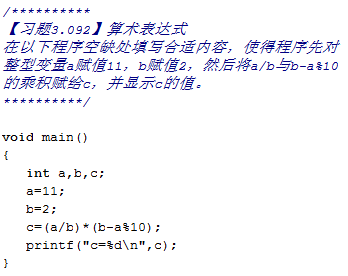 /**********
【习题3.092】算术表达式
在以下程序空缺处填写合适内容，使得程序先对
整型变量a赋值11，b赋值2，然后将a/b与b-a%10
的乘积赋给c，并显示c的值。
**********/
void main()
{
int a,b,c;
a=11;
b=2;
c=(a/b)*(b-a%10);
printf("c=%d\n",c);
}